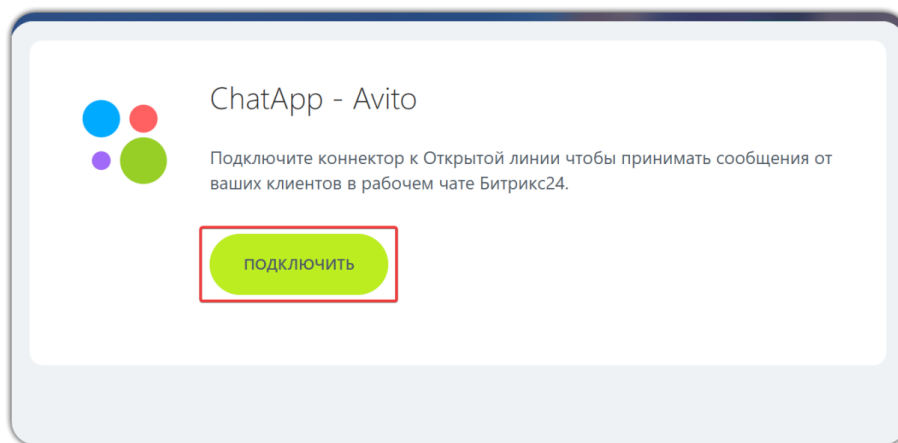 ChatApp - Avito
Подключите коннектор к Открытой линии чтобы принимать сообщения от
ваших клиентов в рабочем чате Битрикс24.
ПОДКЛЮЧИТЬ